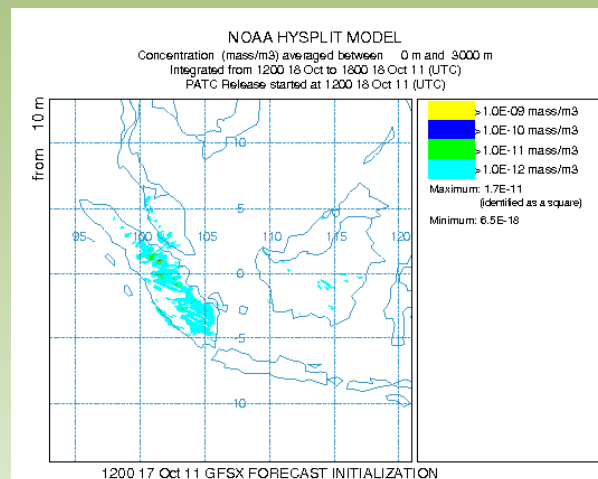 NOAA HYSPLIT MODEL
Concentration (mass/m3) averaged between 0 m and 3000 m
Integrated from 1200 18 Oct to 1800 18 Oct 11 (UTC)
PATC Release started at 1200 18 Oct 11 (UTC)
from 10 m
>1.0E-09 mass/m3
>1.0E-10 mass/m3
>1.0E-11 mass/m3
>1.0E-12 mass/m3
Maximum: 1.7E-11
(identified as a square)
Minimum: 6.5E-18
10
5
95 100 105 110 115 120
0
-5
-10
1200 17 Oct 11 GFSX FORECAST INITIALIZATION